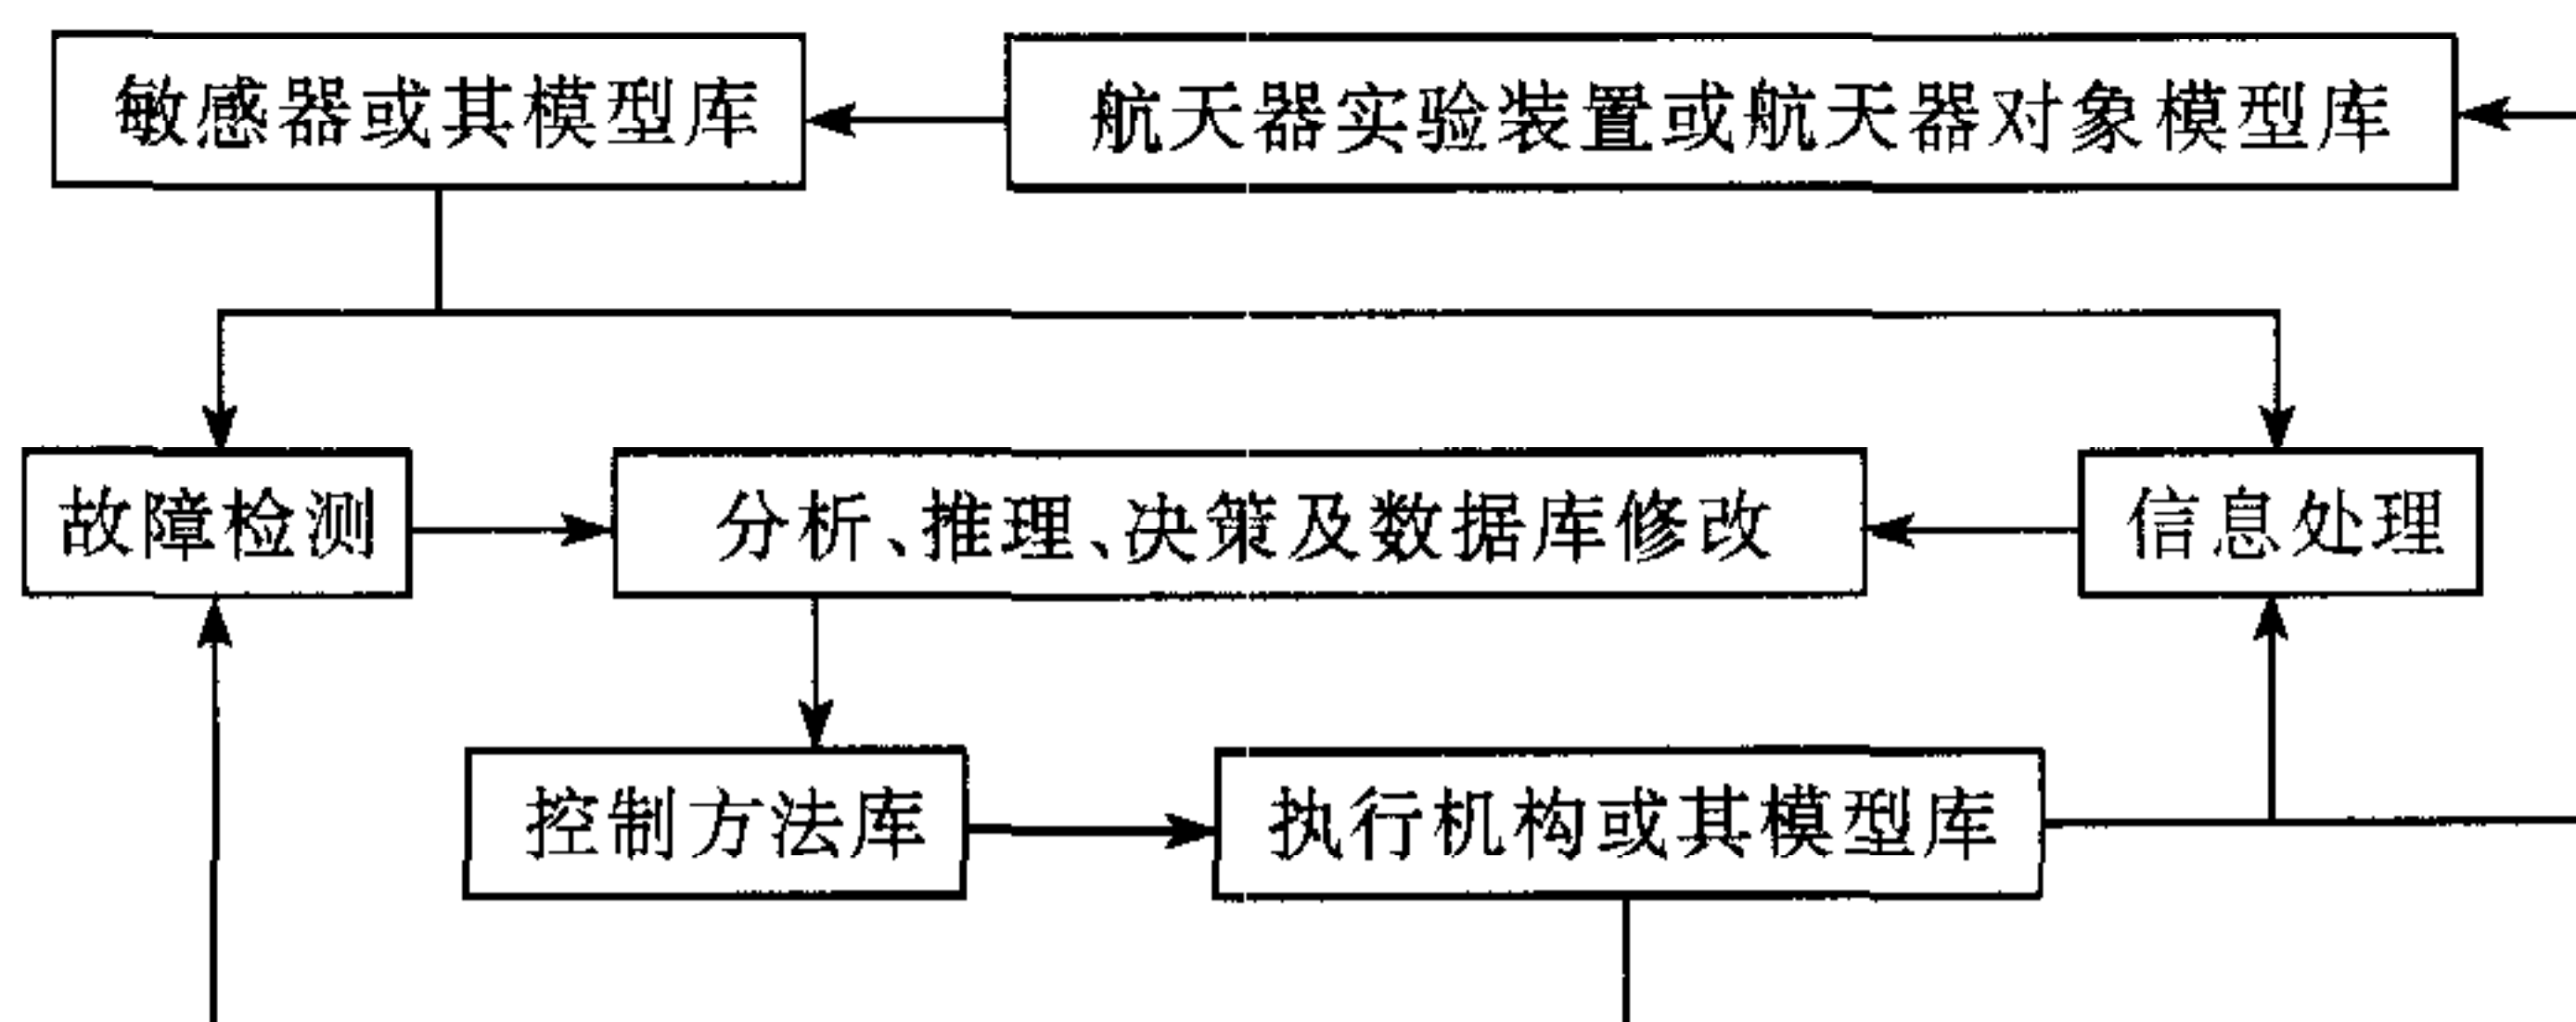 敏感器或其模型库
航天器实验装置或航天器对象模型库
故障检测
分析、推理、决策及数据库修改
信息处理
控制方法库
执行机构或其模型库